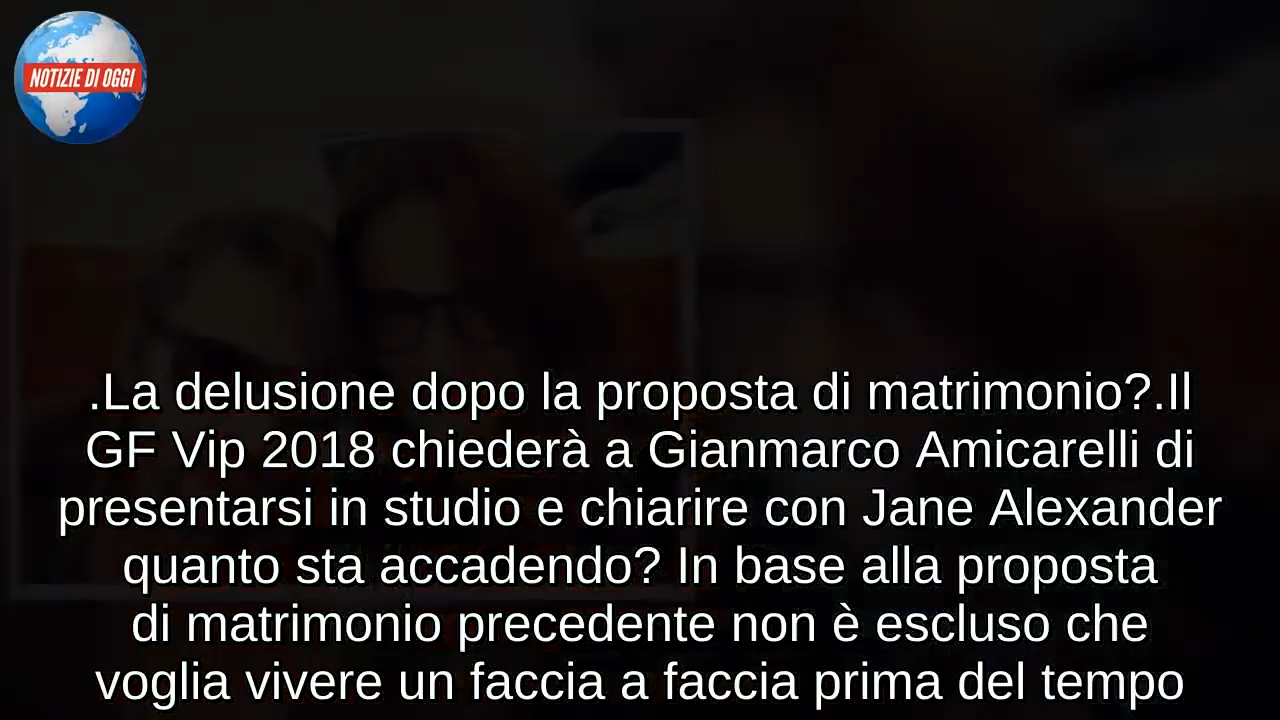 NOTIZIE DI OGGI
.La delusione dopo la proposta di matrimonio?.Il
GF Vip 2018 chiederà a Gianmarco Amicarelli di
presentarsi in studio e chiarire con Jane Alexander
quanto sta accadendo? In base alla proposta
di matrimonio precedente non è escluso che
voglia vivere un faccia a faccia prima del tempo